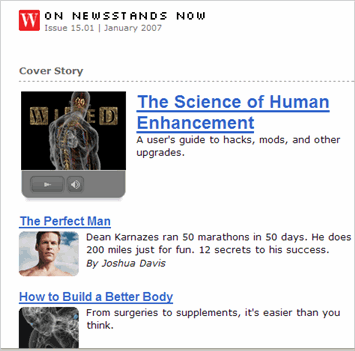 W ON NEWSSTANDS NOW
Issue 15.01 | January 2007
Cover Story
WIRED
The Science of Human
Enhancement
A user's guide to hacks, mods, and other
upgrades.
The Perfect Man
Dean Karnazes ran 50 marathons in 50 days. He does
200 miles just for fun. 12 secrets to his success.
By Joshua Davis
How to Build a Better Body
From surgeries to supplements, it's easier than you
think.